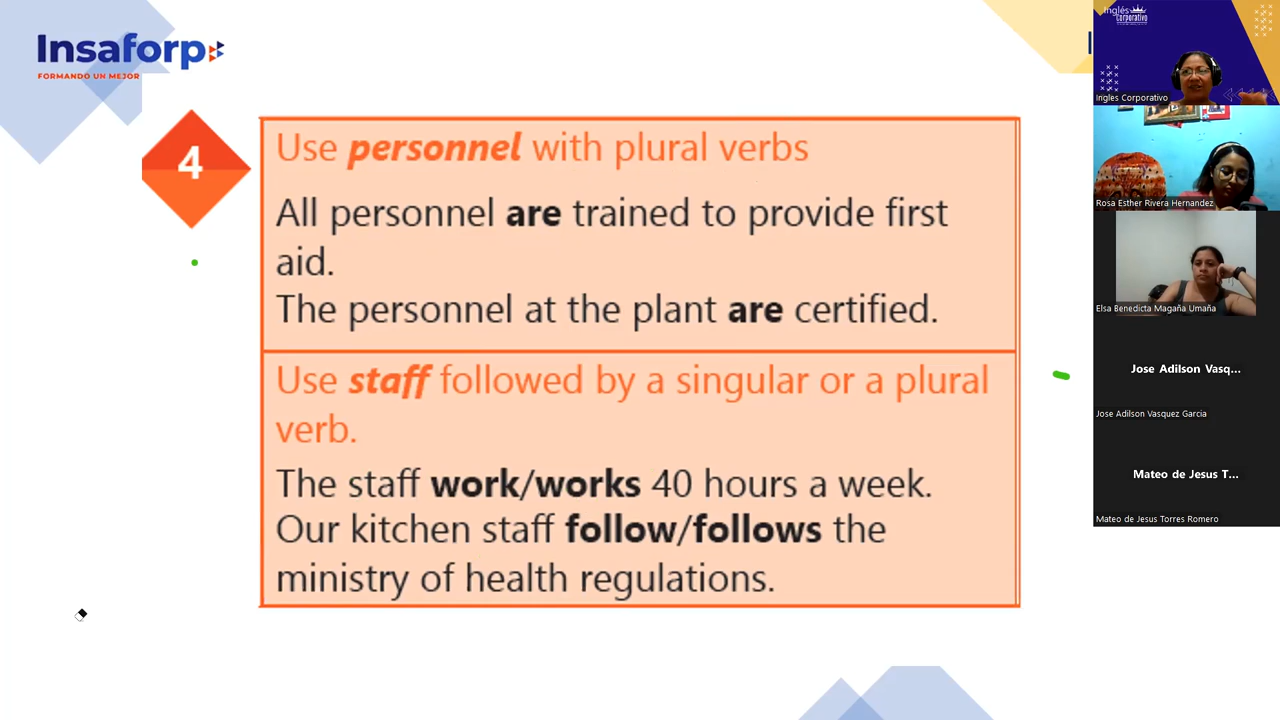 Insaforp
FORMANDO UN MEJOR
4
Use personnel with plural verbs
All personnel are trained to provide first
aid.
The personnel at the plant are certified.
Use staff followed by a singular or a plural
verb.
The staff work/works 40 hours a week.
Our kitchen staff follow/follows the
ministry of health regulations.
Inglés
Corporativo
Ingles Corporativo
Rosa Esther Rivera Hernandez
Elsa Benedicta Magaña Umaña
Jose Adilson Vasq...
Jose Adilson Vasquez Garcia
Mateo de Jesus T...
Mateo de Jesus Torres Romero